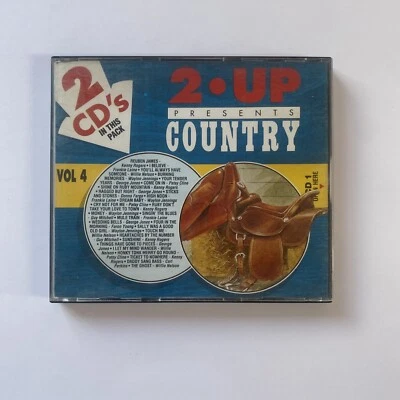 2
CD's
IN THIS
PACK
2•UP
PRESENTS
COUNTRY
VOL 4
CD 1
HERE
REUBEN JAMES -
Kenny Rogers • I BELIEVE -
Frankie Laine • YOU'LL ALWAYS HAVE
SOMEONE - Willie Nelson • BURNING
MEMORIES - Waylon Jennings • YOUR TENDER
YEARS - George Jones • COME ON IN - Patsy Cline
• SHINE ON RUBY MOUNTAIN - Kenny Rogers
• RAGGED BUT RIGHT - George Jones • STICKS
AND STONES - Donny Fargo • HIGH NOON -
Frankie Laine • DREAM BABY - Waylon Jennings
• CRY NOT FOR ME - Patsy Cline • RUBY DON'T
TAKE YOUR LOVE TO TOWN - Kenny Rogers
• MONEY - Waylon Jennings • SINGIN' THE BLUES
Guy Mitchell • MULE TRAIN - Frankie Laine
• WEDDING BELLS - George Jones • FOUR IN THE
MORNING - Faron Young • SALLY WAS A GOOD
OLD GIRL - Waylon Jennings • TOUCH ME -
Willie Nelson • HEARTACHES BY THE NUMBER
Guy Mitchell • SUNSHINE - Kenny Rogers
• THINGS HAVE GONE TO PIECES - George
Jones • I LET MY MIND WANDER - Willie
Nelson • HONKY TONK MERRY GO ROUND -
Patsy Cline • TICKET TO NOWHERE - Kenny
Rogers • DADDY SANG BASS - Carl
Perkins • THE GHOST - Willie Nelson